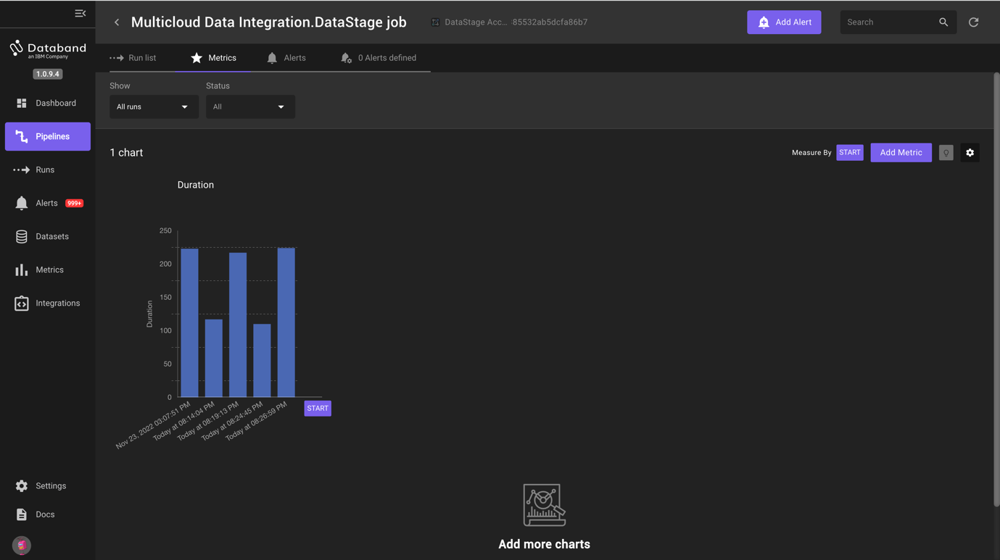 Databand
an IBM Company
1.0.9.4
Dashboard
Pipelines
Runs
Alerts 999+
Datasets
Metrics
Integrations
Settings
Docs
Multicloud Data Integration.DataStage job
DataStage Acc... 85532ab5dcfa86b7
Add Alert
Search
Run list
Metrics
Alerts
0 Alerts defined
Show
Status
All runs
All
1 chart
Measure By START
Add Metric
Duration
250
200
150
100
50
0
Duration
Nov 23, 2022 03:07:51 PM
Today at 08:14:04 PM
Today at 08:19:13 PM
Today at 08:24:45 PM
Today at 08:26:59 PM
START
Add more charts